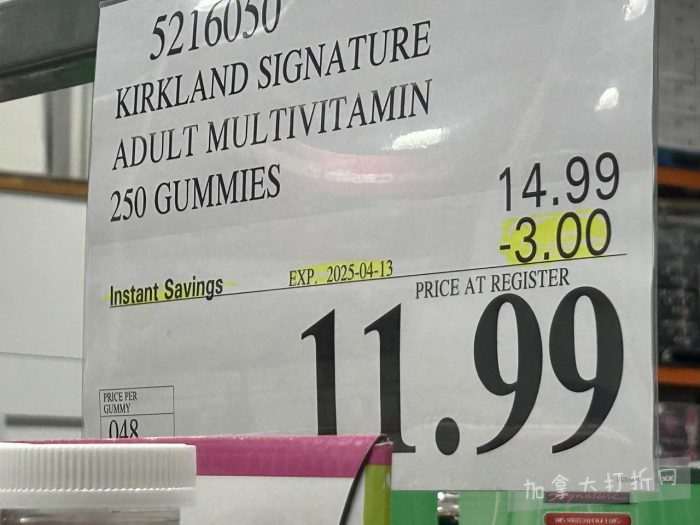 5216050
KIRKLAND SIGNATURE
ADULT MULTIVITAMIN
250 GUMMIES
14.99
-3.00
Instant Savings EXP. 2025-04-13
PRICE AT REGISTER
11.99
PRICE PER
GUMMY
.048
加拿大打折网